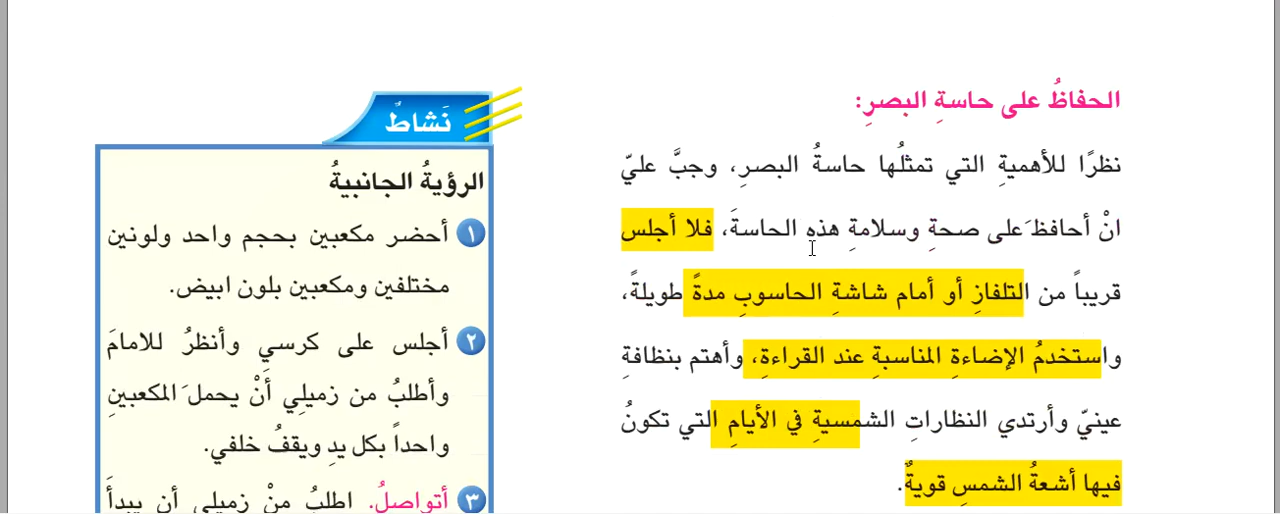 الحفاظُ على حاسةِ البصرِ:
نظرًا للأهميةِ التي تمثلُها حاسةُ البصرِ، وجبَّ عليّ
انْ أحافظَ على صحةِ وسلامةِ هذهِ الحاسةَ، فلا أجلس
قريباً من التلفازِ أو أمام شاشةِ الحاسوبِ مدةً طويلةً،
واستخدمُ الإضاءةِ المناسبةِ عند القراءةِ، وأهتم بنظافةِ
عينيّ وأرتدي النظاراتِ الشمسيةِ في الأيامِ التي تكونُ
فيها أشعةُ الشمسِ قويةٌ.
نَشاطٌ
الرؤيةُ الجانبيةُ
١ أحضر مكعبين بحجم واحد ولونين
مختلفين ومكعبين بلون ابيض.
٢ أجلس على كرسيِ وأنظرُ للامامَ
وأطلبُ من زميلِي أنْ يحملَ المكعبينِ
واحداً بكل يدِ ويقفُ خلفي.
٣ أتواصلُ. اطلبُ منْ زميلي أن يبدأَ